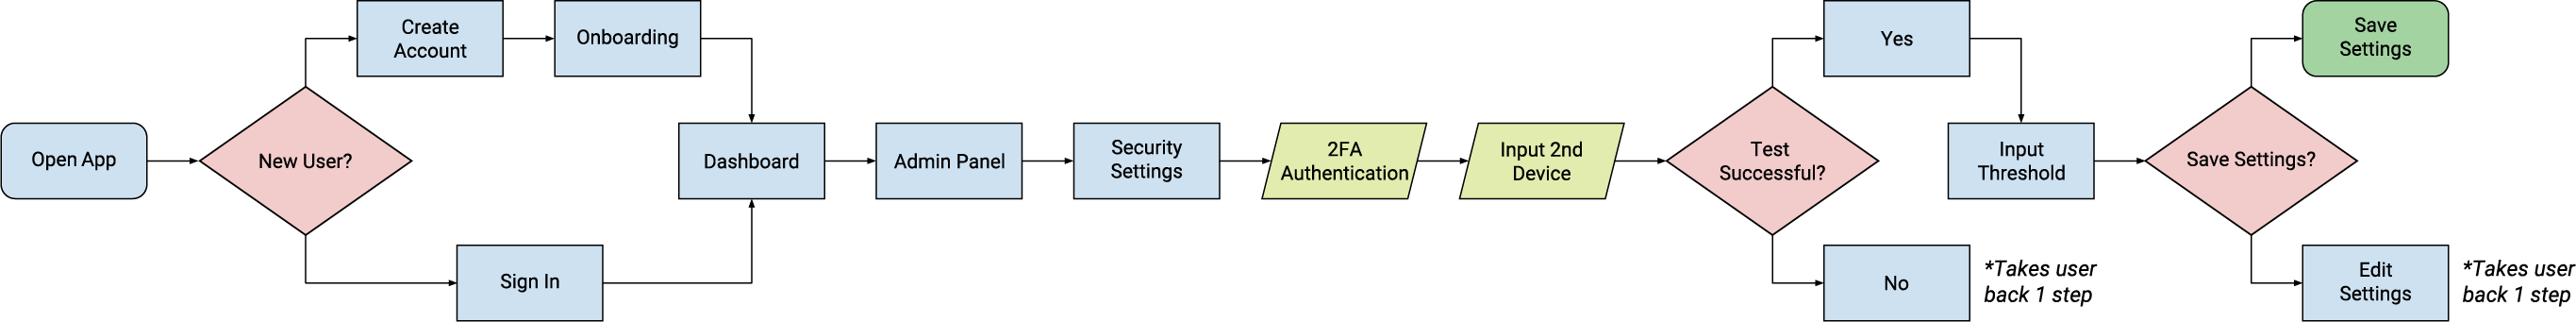 Open App
New User?
Create
Account
Onboarding
Sign In
Dashboard
Admin Panel
Security
Settings
2FA
Authentication
Input 2nd
Device
Test
Successful?
Yes
No
*Takes user
back 1 step
Input
Threshold
Save Settings?
Save
Settings
Edit
Settings
*Takes user
back 1 step